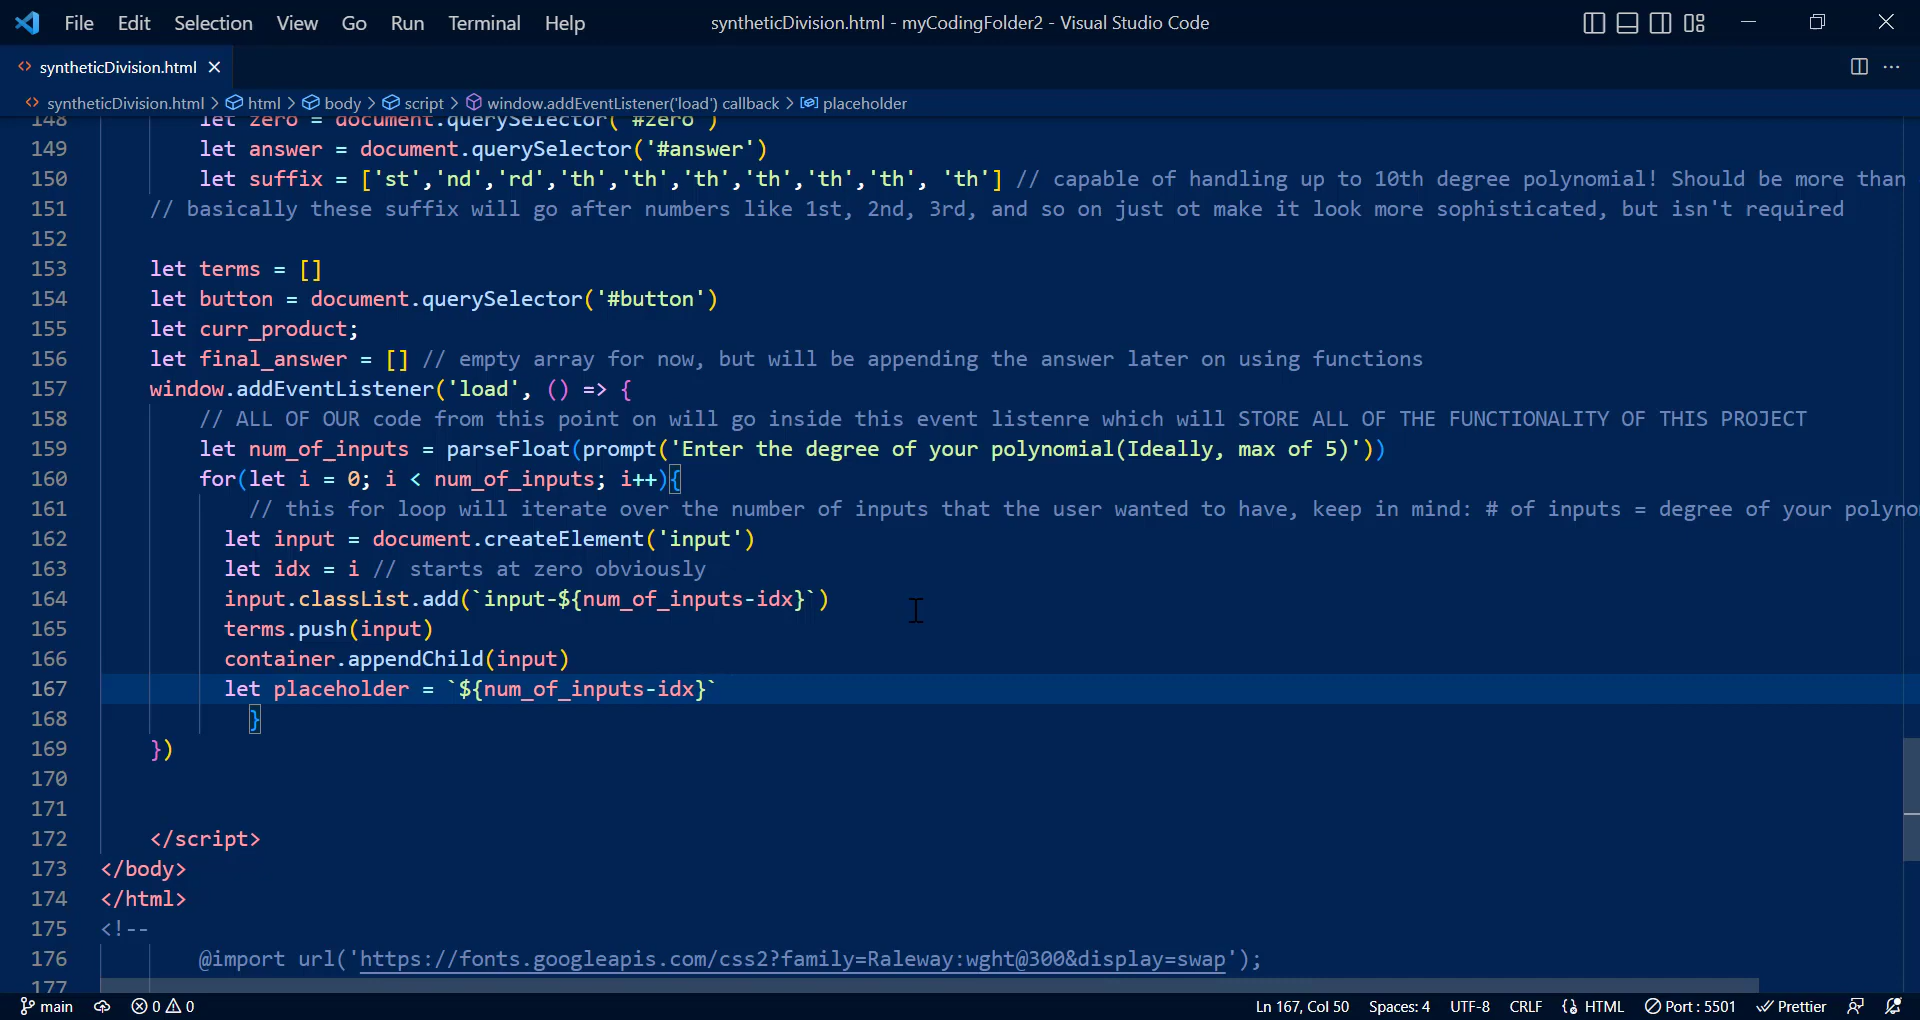 File Edit Selection View Go Run Terminal Help syntheticDivision.html - myCodingFolder2 - Visual Studio Code
syntheticDivision.html
syntheticDivision.html > html > body > script > window.addEventListener('load') callback > placeholder
148 let zero = document.querySelector('#zero')
149 let answer = document.querySelector('#answer')
150 let suffix = ['st','nd','rd','th','th','th','th','th','th', 'th'] // capable of handling up to 10th degree polynomial! Should be more than
151 // basically these suffix will go after numbers like 1st, 2nd, 3rd, and so on just ot make it look more sophisticated, but isn't required
152
153 let terms = []
154 let button = document.querySelector('#button')
155 let curr_product;
156 let final_answer = [] // empty array for now, but will be appending the answer later on using functions
157 window.addEventListener('load', () => {
158 // ALL OF OUR code from this point on will go inside this event listenre which will STORE ALL OF THE FUNCTIONALITY OF THIS PROJECT
159 let num_of_inputs = parseFloat(prompt('Enter the degree of your polynomial(Ideally, max of 5)'))
160 for(let i = 0; i < num_of_inputs; i++){
161 // this for loop will iterate over the number of inputs that the user wanted to have, keep in mind: # of inputs = degree of your polyno
162 let input = document.createElement('input')
163 let idx = i // starts at zero obviously
164 input.classList.add(`input-${num_of_inputs-idx}`)
165 terms.push(input)
166 container.appendChild(input)
167 let placeholder = `${num_of_inputs-idx}`
168 }
169 })
170
171
172 </script>
173 </body>
174 </html>
175 <!--
176 @import url('https://fonts.googleapis.com/css2?family=Raleway:wght@300&display=swap');
177
main 0 0 Ln 167, Col 50 Spaces: 4 UTF-8 CRLF HTML Port : 5501 Prettier